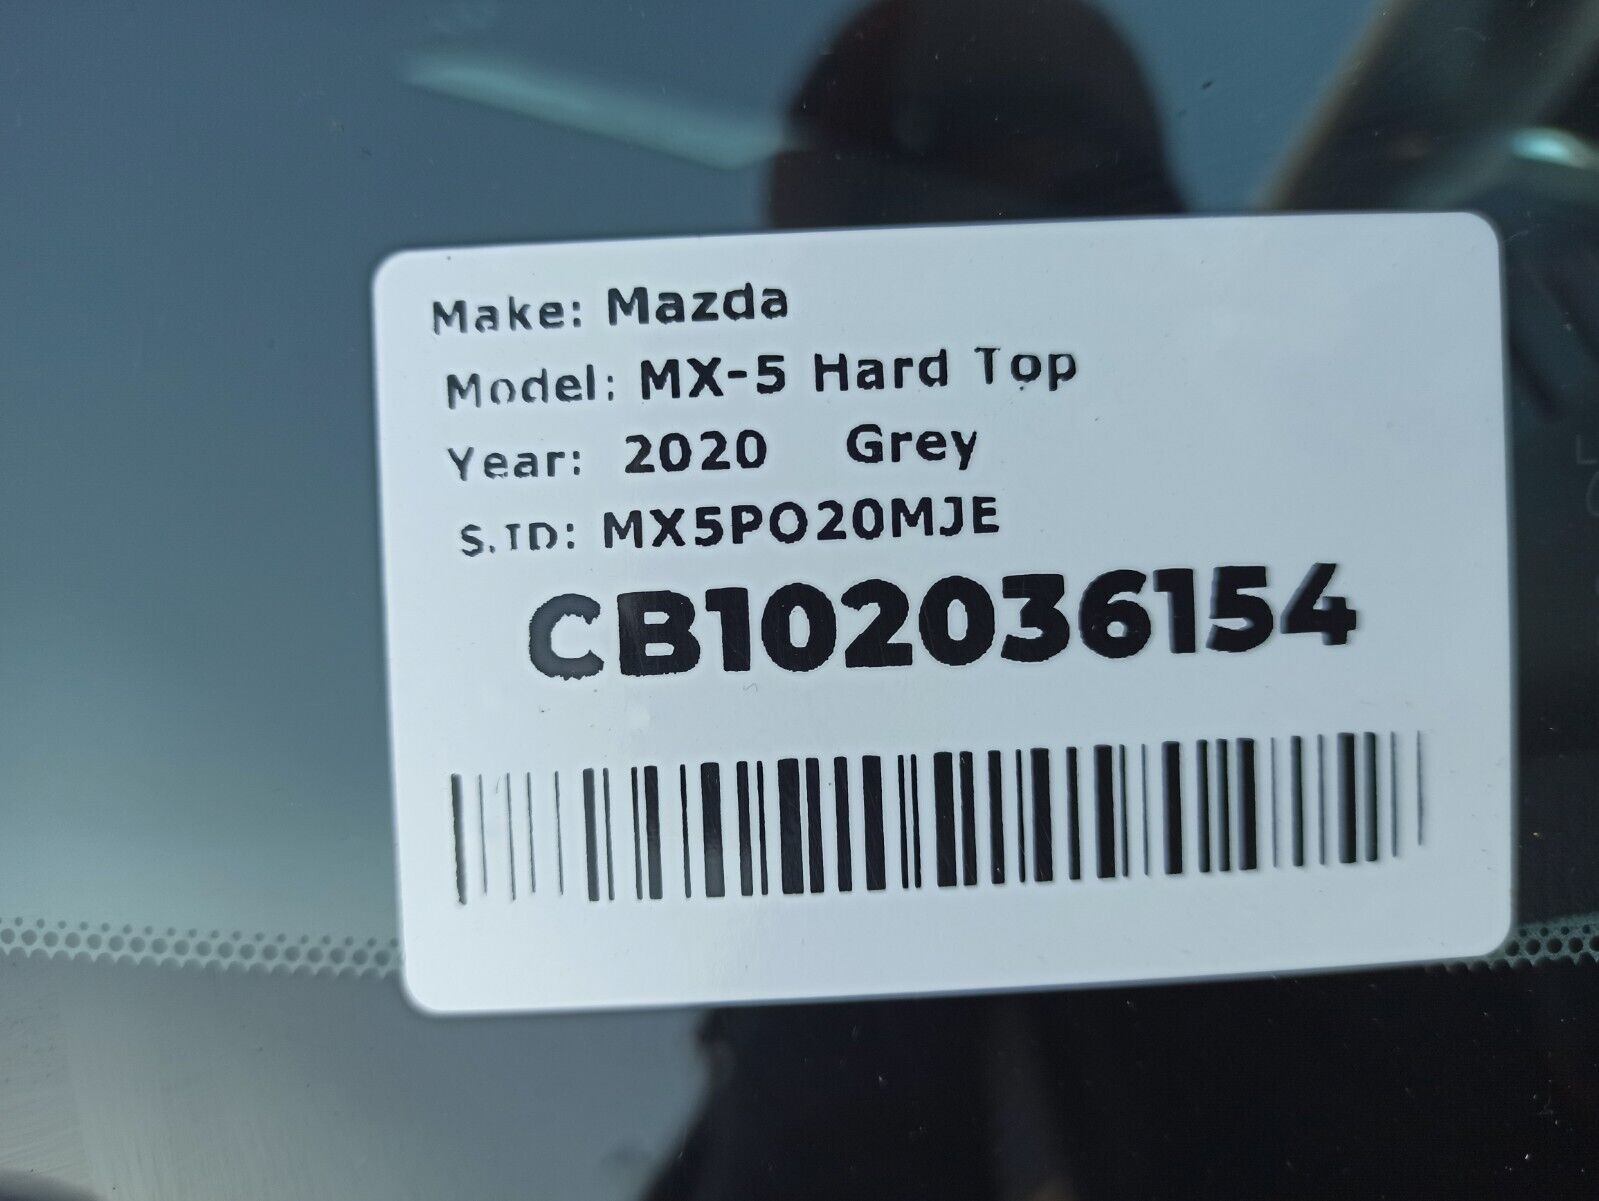 Make: Mazda
Model: MX-5 Hard Top
Year: 2020 Grey
S.ID: MX5PO20MJE
CB102036154